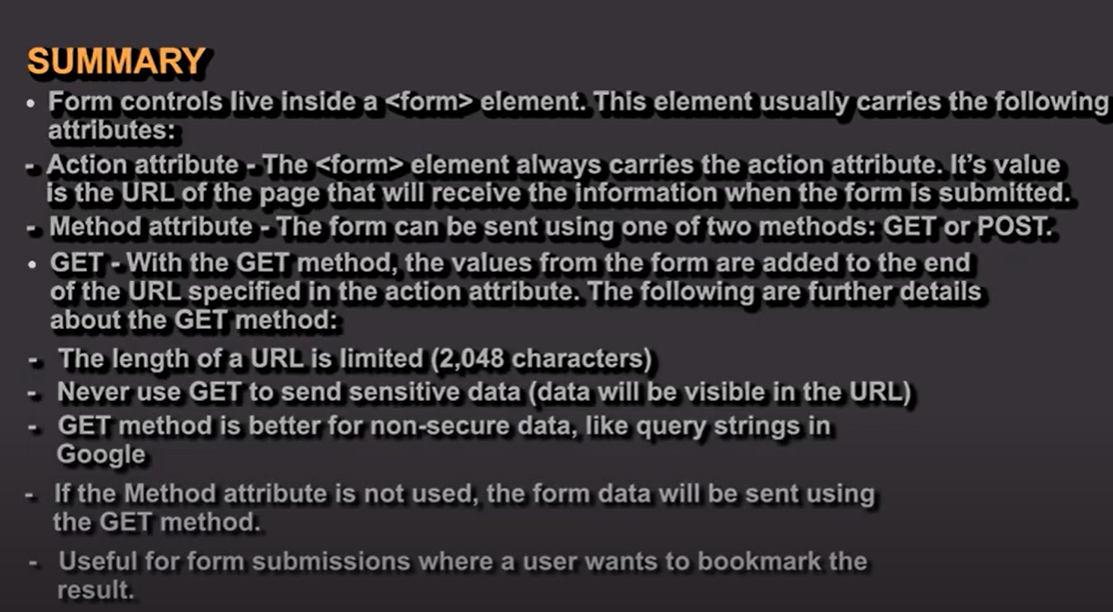 SUMMARY
• Form controls live inside a <form> element. This element usually carries the following
attributes:
- Action attribute - The <form> element always carries the action attribute. It's value
is the URL of the page that will receive the information when the form is submitted.
- Method attribute - The form can be sent using one of two methods: GET or POST.
• GET - With the GET method, the values from the form are added to the end
of the URL specified in the action attribute. The following are further details
about the GET method:
- The length of a URL is limited (2,048 characters)
- Never use GET to send sensitive data (data will be visible in the URL)
- GET method is better for non-secure data, like query strings in
Google
- If the Method attribute is not used, the form data will be sent using
the GET method.
- Useful for form submissions where a user wants to bookmark the
result.